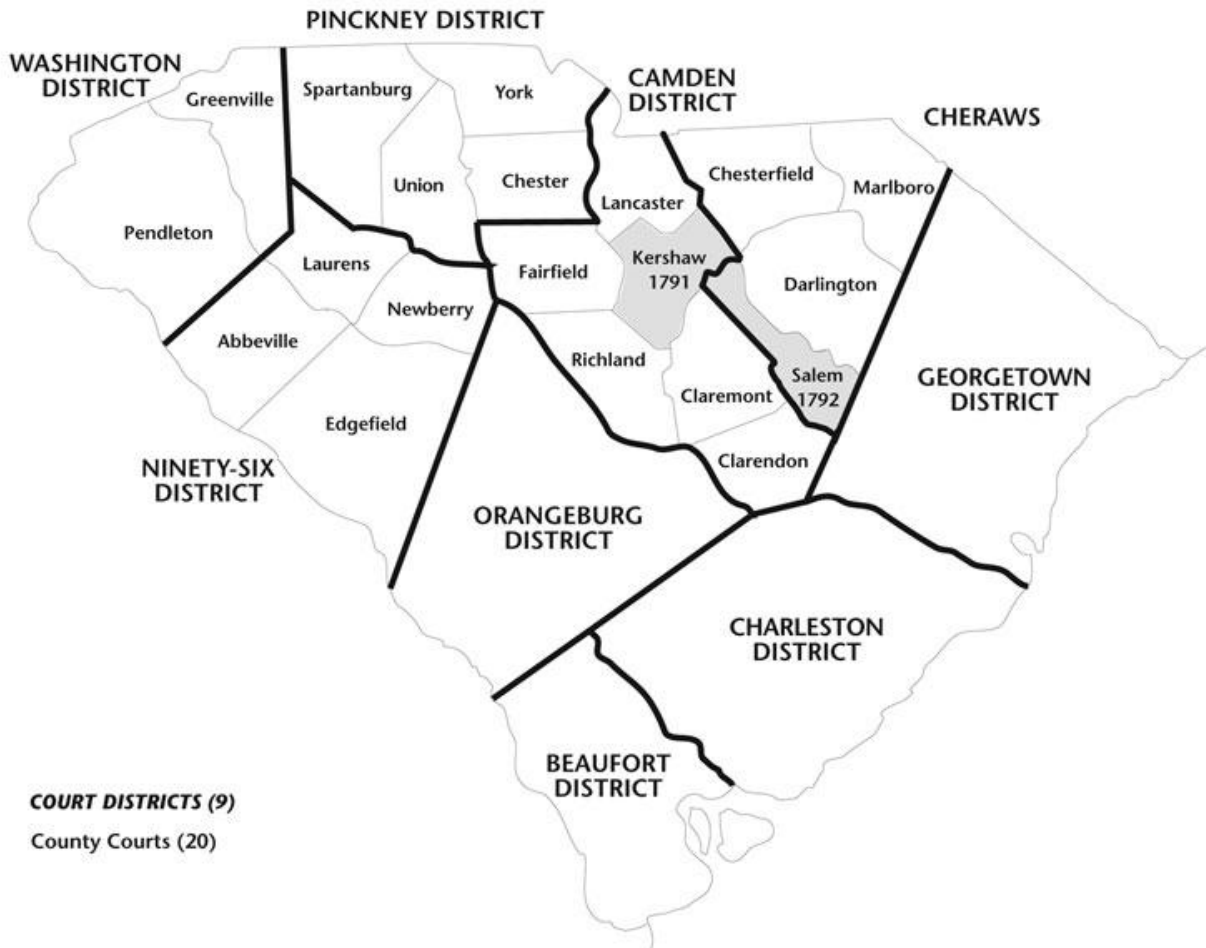 PINCKNEY DISTRICT
WASHINGTON
DISTRICT
CAMDEN
DISTRICT
CHERAWS
Greenville
Spartanburg
York
Union
Chester
Lancaster
Chesterfield
Marlboro
Pendleton
Laurens
Fairfield
Kershaw
1791
Darlington
Newberry
Abbeville
Richland
Claremont
Salem
1792
GEORGETOWN
DISTRICT
Edgefield
Clarendon
NINETY-SIX
DISTRICT
ORANGEBURG
DISTRICT
CHARLESTON
DISTRICT
BEAUFORT
DISTRICT
COURT DISTRICTS (9)
County Courts (20)